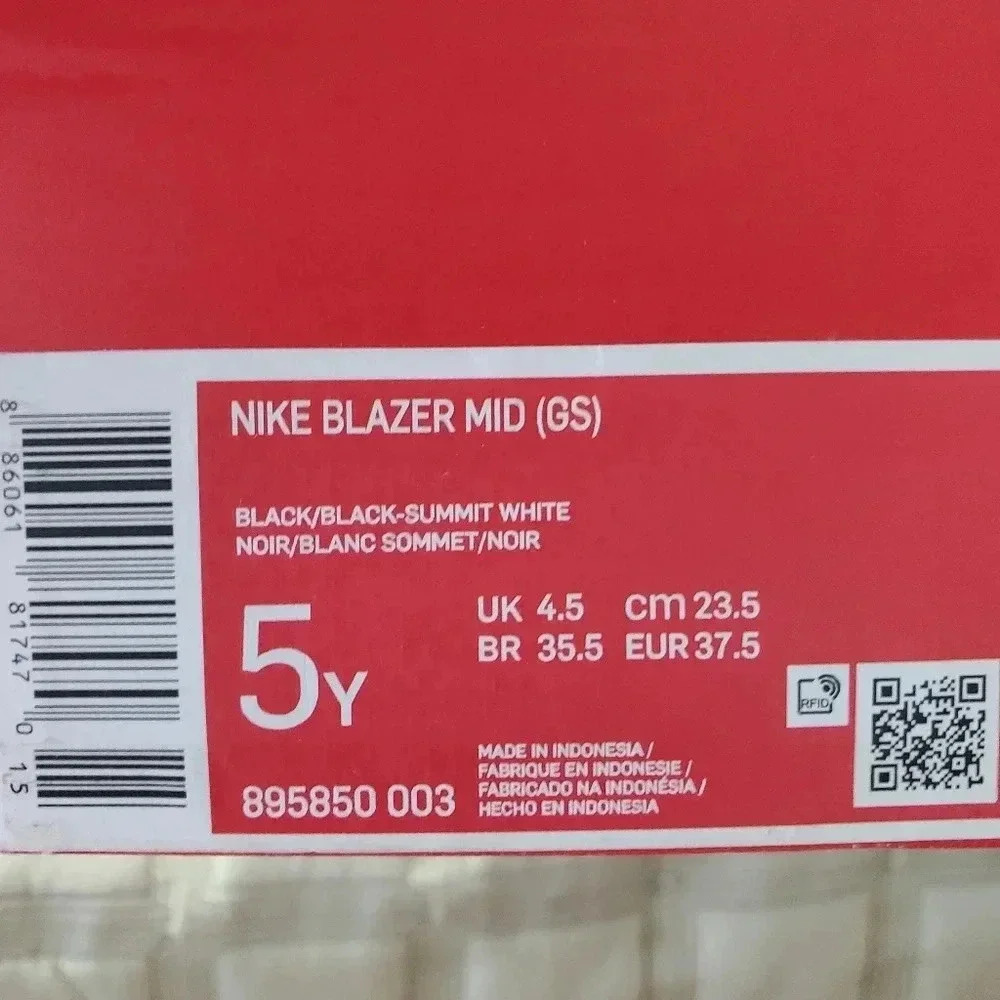 8 86061 81747 0 15
NIKE BLAZER MID (GS)
BLACK/BLACK-SUMMIT WHITE
NOIR/BLANC SOMMET/NOIR
5Y
UK 4.5 cm 23.5
BR 35.5 EUR 37.5
RFID
895850 003
MADE IN INDONESIA /
FABRIQUE EN INDONESIE /
FABRICADO NA INDONÉSIA /
HECHO EN INDONESIA